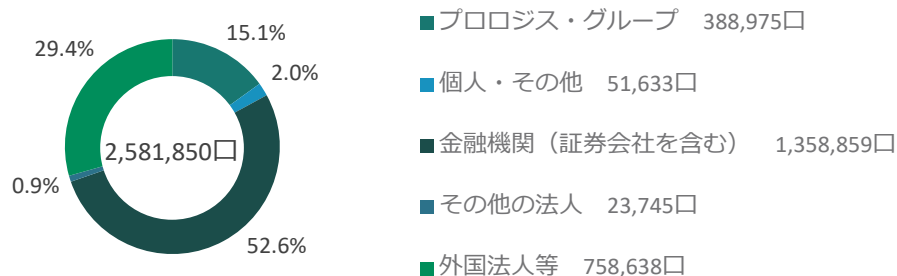 15.1%
2.0%
52.6%
0.9%
29.4%
2,581,850口
プロロジス・グループ 388,975口
個人・その他 51,633口
金融機関（証券会社を含む） 1,358,859口
その他の法人 23,745口
外国法人等 758,638口